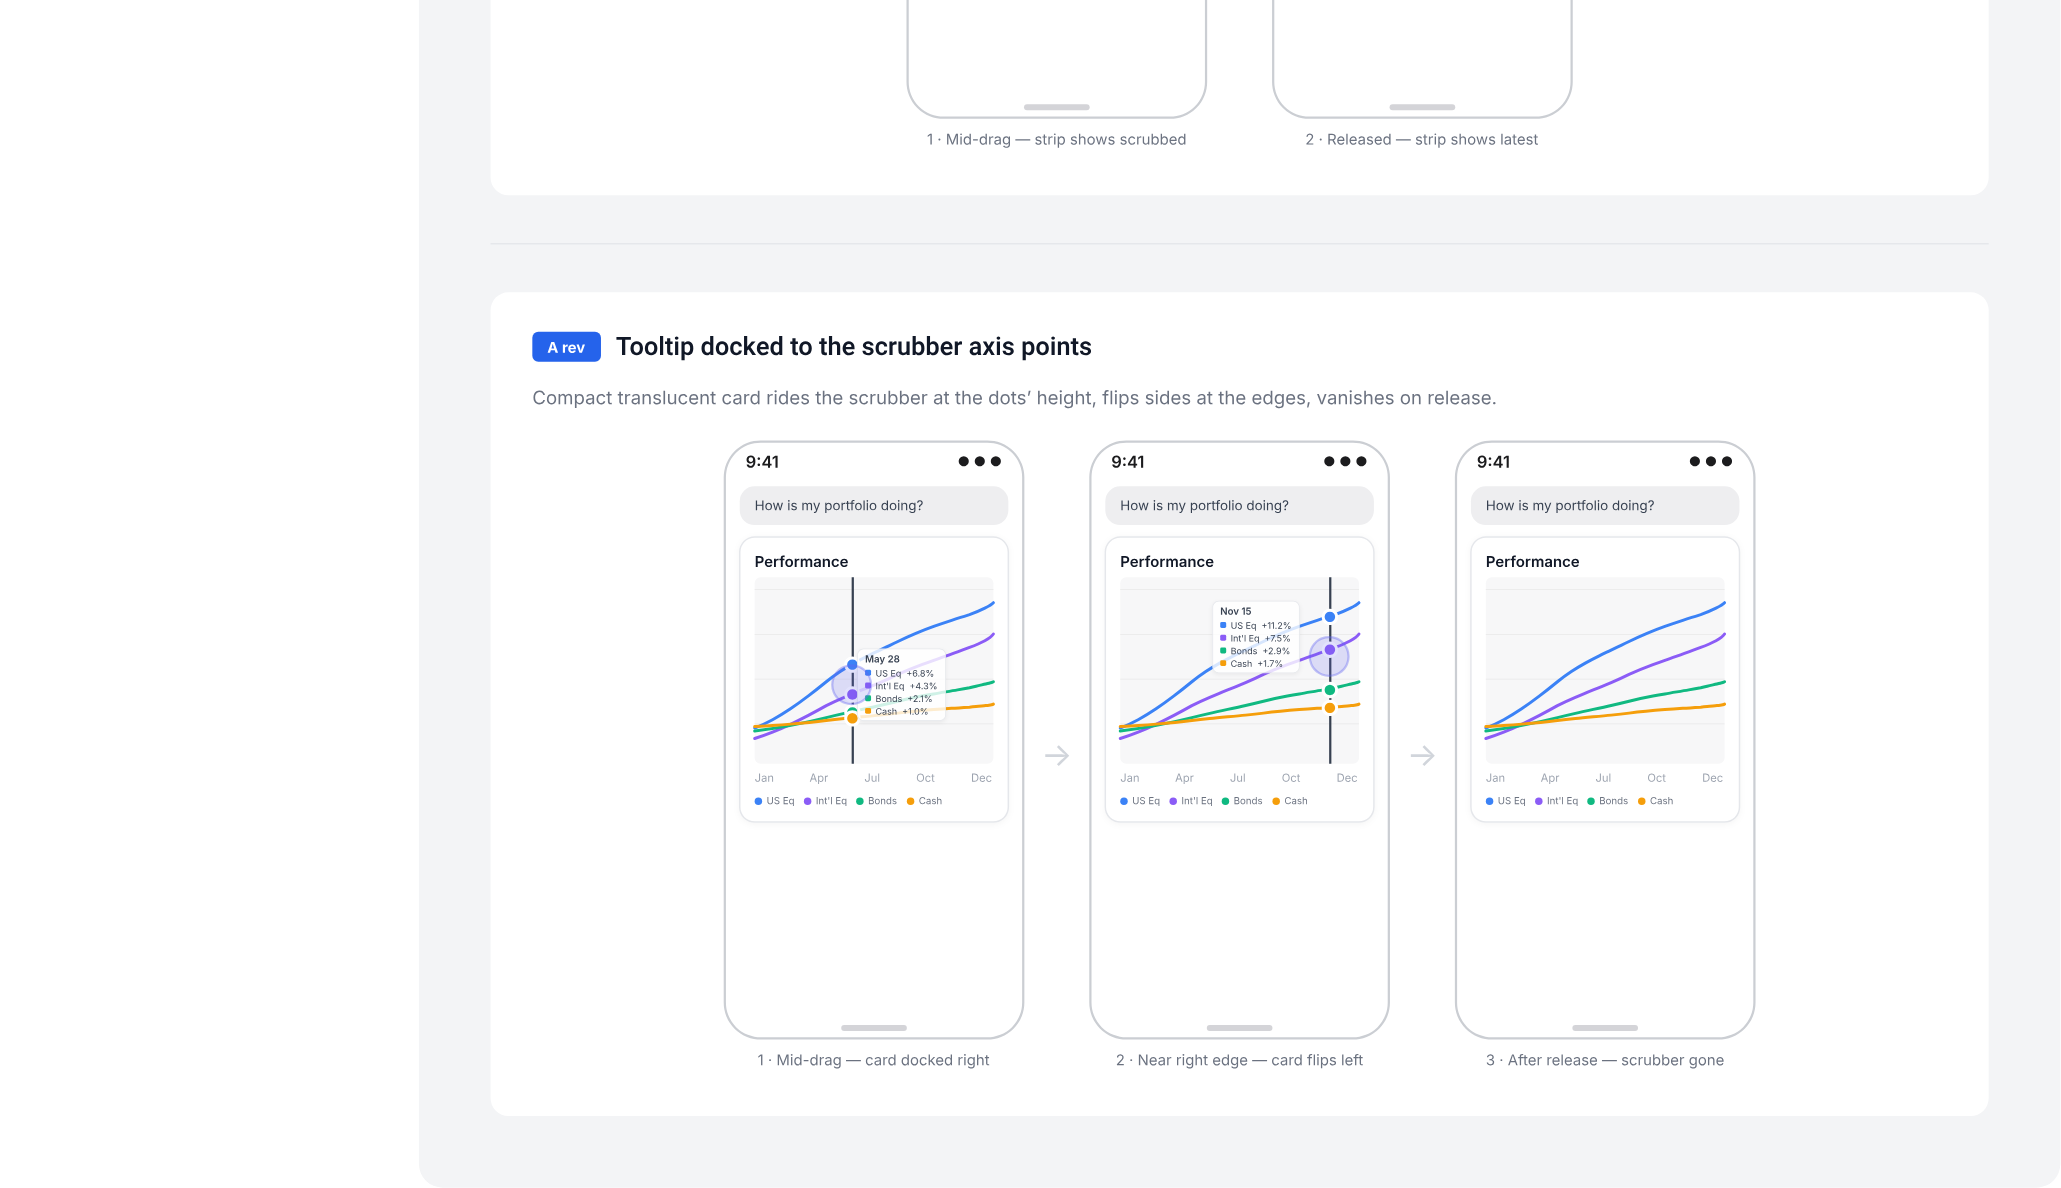 1 · Mid-drag — strip shows scrubbed
2 · Released — strip shows latest
A rev
Tooltip docked to the scrubber axis points
Compact translucent card rides the scrubber at the dots’ height, flips sides at the edges, vanishes on release.
9:41
How is my portfolio doing?
Performance
May 28
US Eq +6.8%
Int'l Eq +4.3%
Bonds +2.1%
Cash +1.0%
Jan Apr Jul Oct Dec
US Eq Int'l Eq Bonds Cash
1 · Mid-drag — card docked right
9:41
How is my portfolio doing?
Performance
Nov 15
US Eq +11.2%
Int'l Eq +7.5%
Bonds +2.9%
Cash +1.7%
Jan Apr Jul Oct Dec
US Eq Int'l Eq Bonds Cash
2 · Near right edge — card flips left
9:41
How is my portfolio doing?
Performance
Jan Apr Jul Oct Dec
US Eq Int'l Eq Bonds Cash
3 · After release — scrubber gone